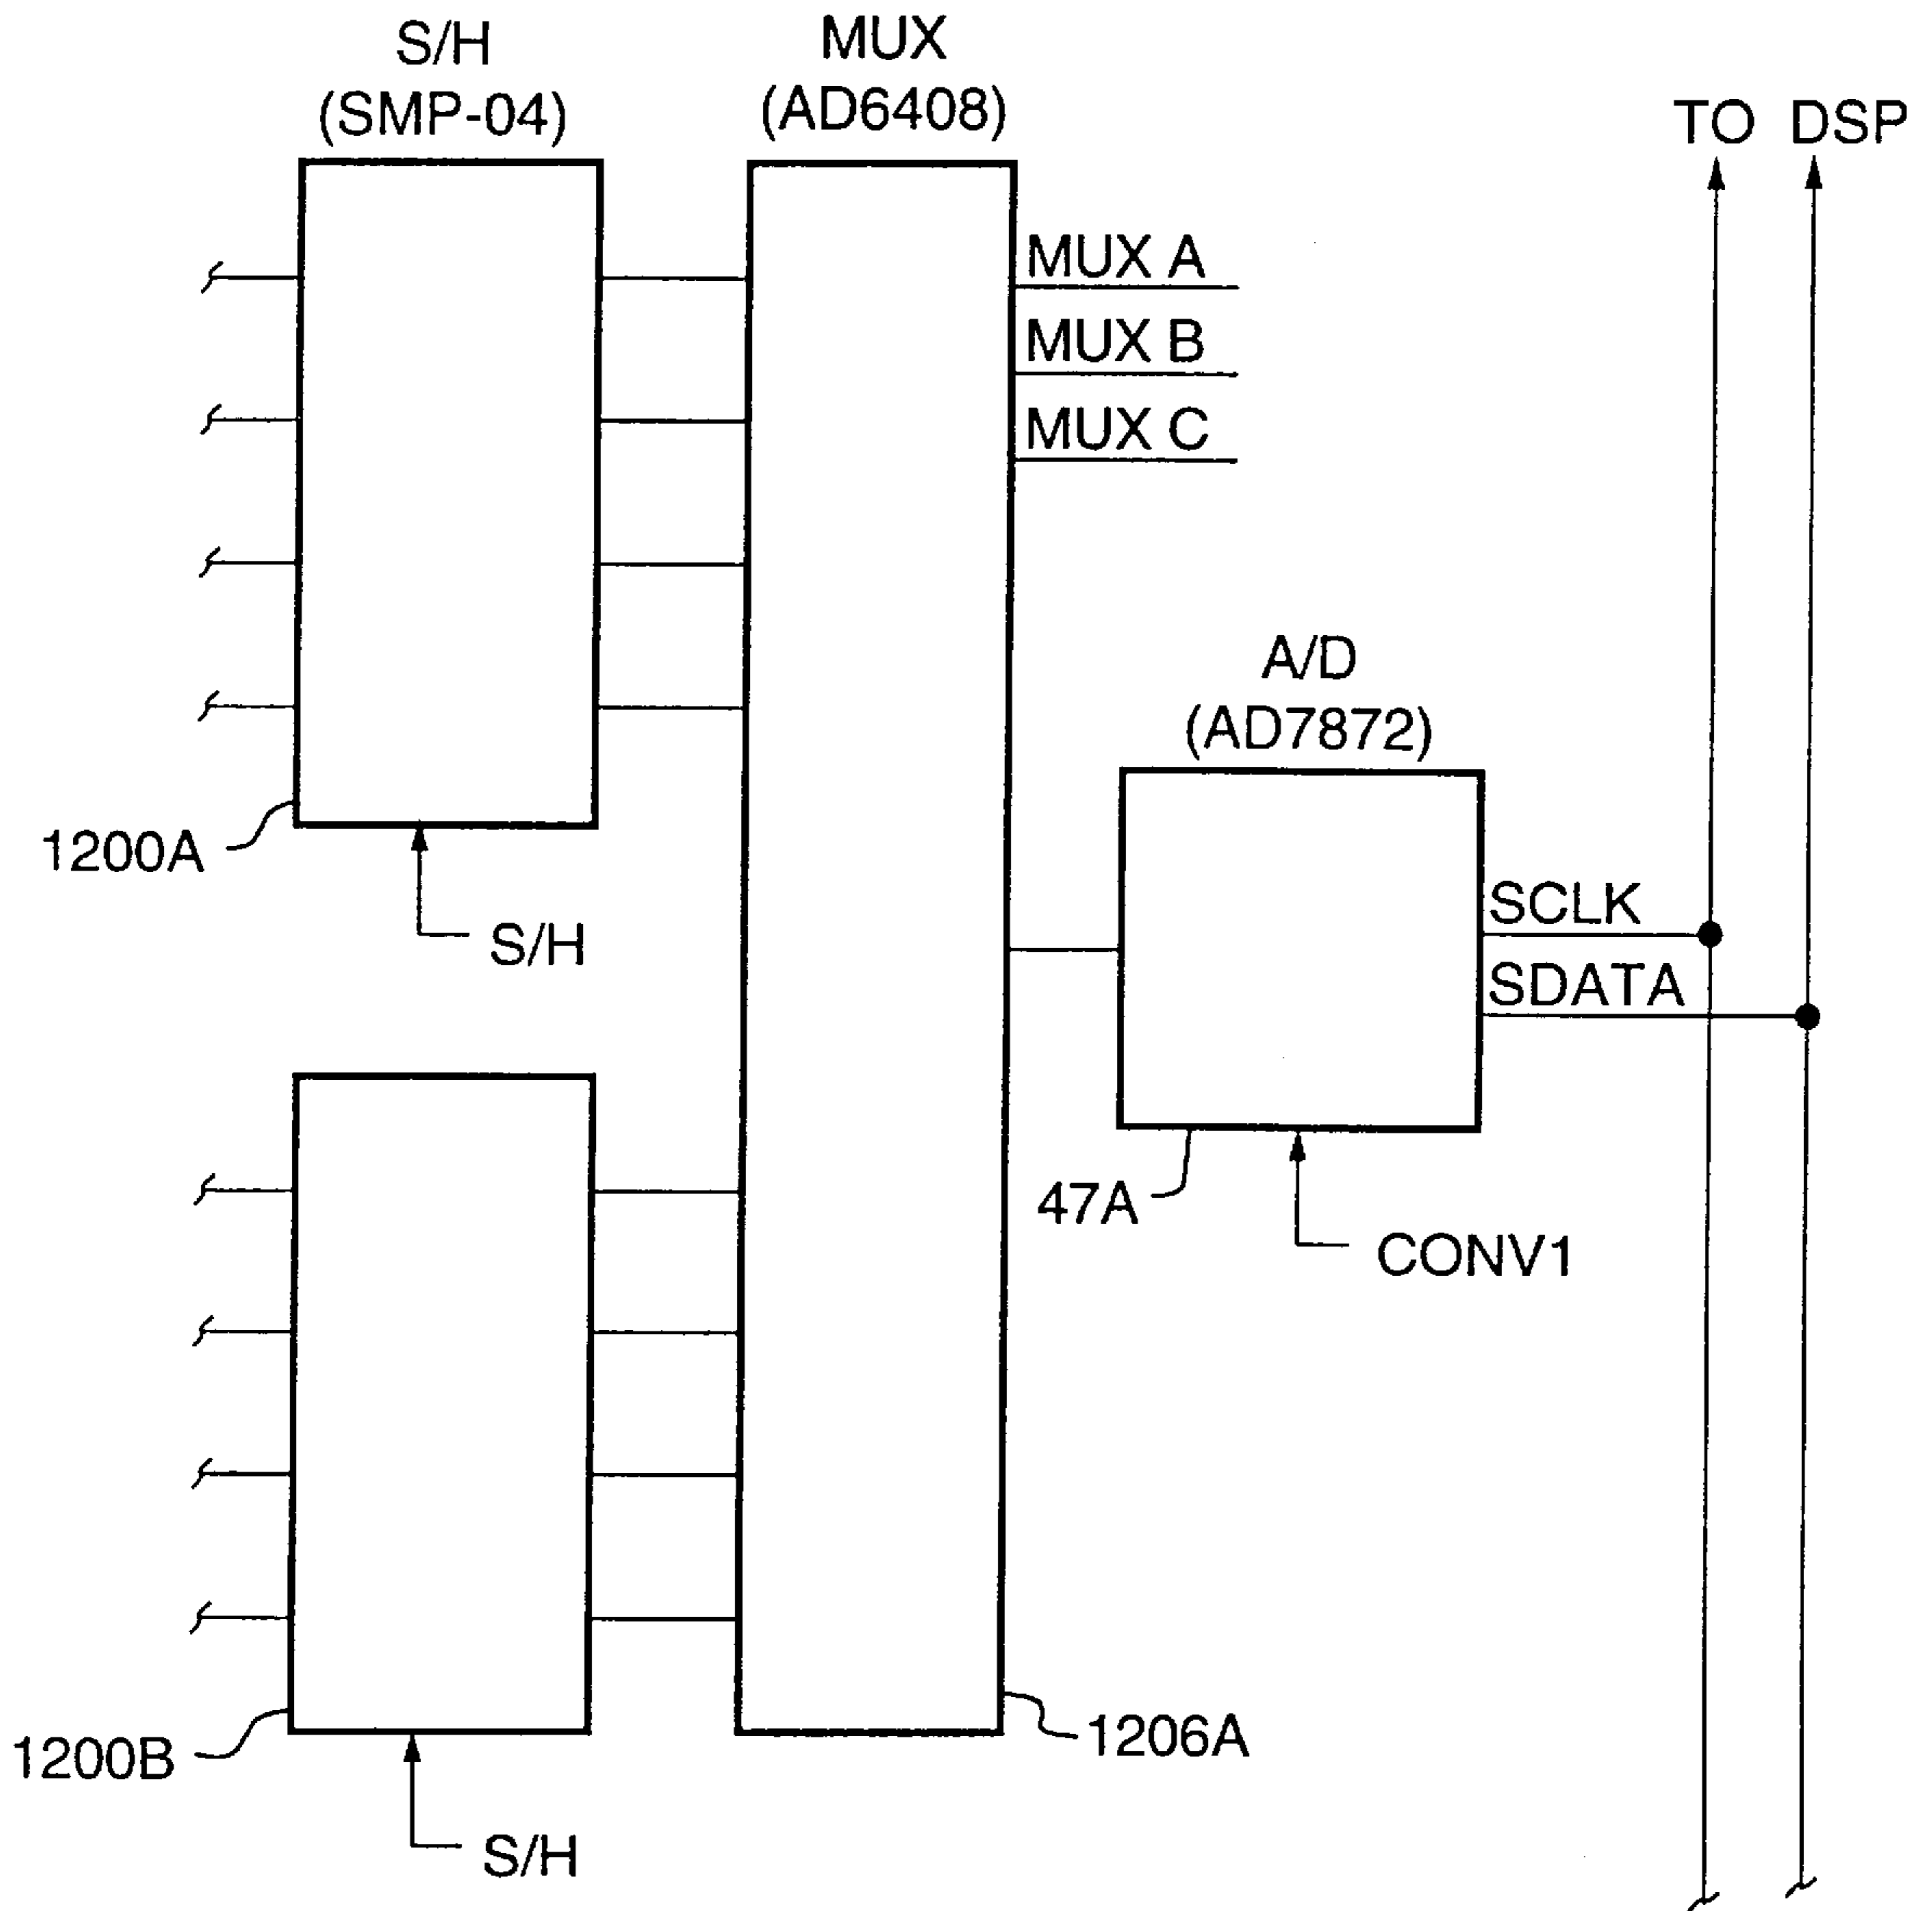 S/H
(SMP-04)
MUX
(AD6408)
TO DSP
MUX A
MUX B
MUX C
A/D
(AD7872)
1200A
S/H
SCLK
SDATA
47A
CONV1
1200B
1206A
S/H